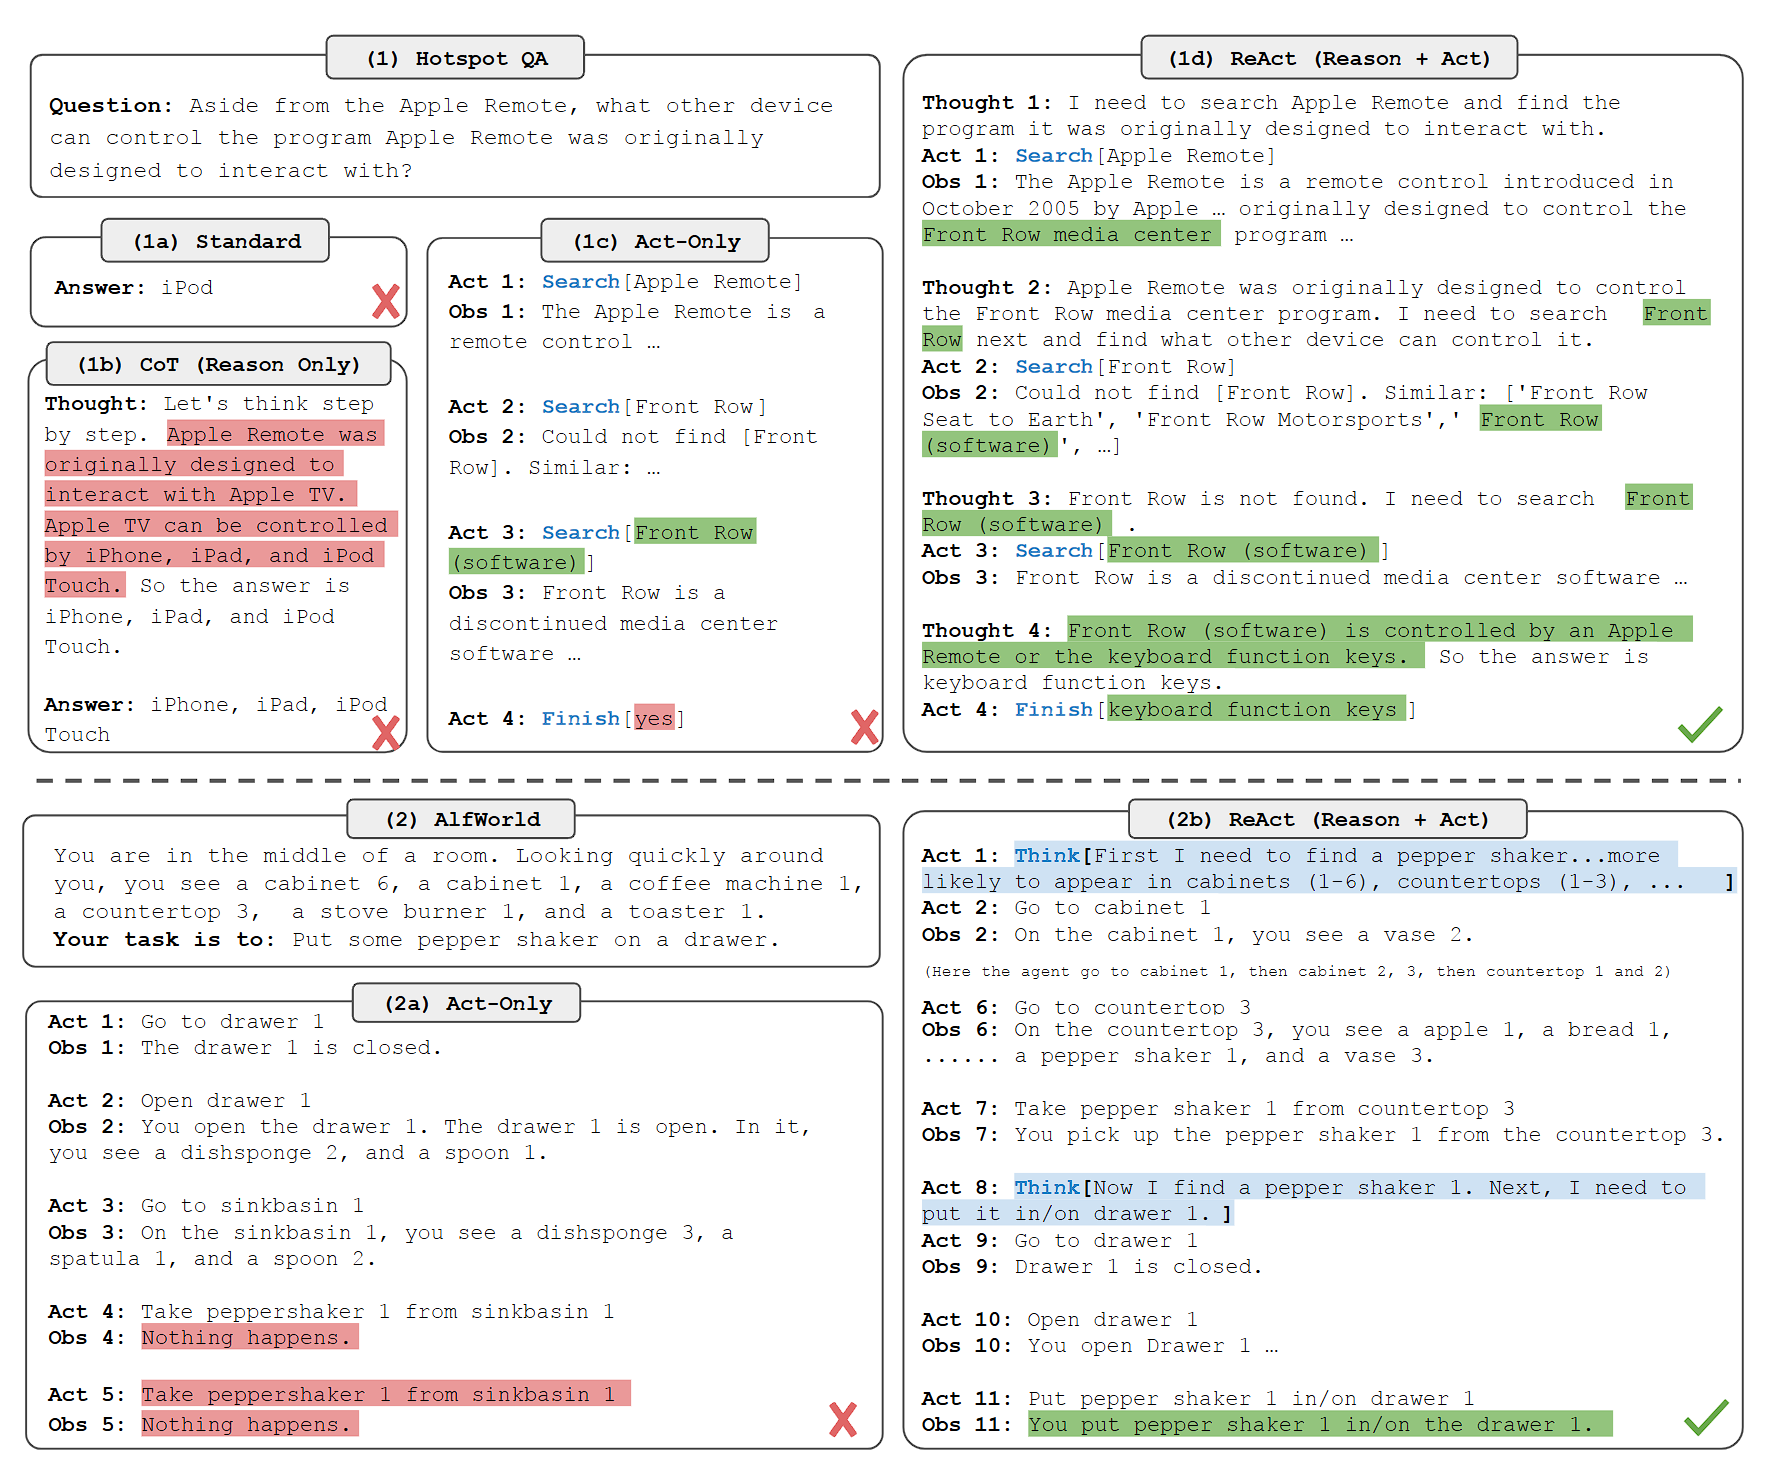 (1) Hotspot QA
Question: Aside from the Apple Remote, what other device
can control the program Apple Remote was originally
designed to interact with?
(1a) Standard
Answer: iPod
(1b) CoT (Reason Only)
Thought: Let's think step
by step. Apple Remote was
originally designed to
interact with Apple TV.
Apple TV can be controlled
by iPhone, iPad, and iPod
Touch. So the answer is
iPhone, iPad, and iPod
Touch.
Answer: iPhone, iPad, iPod
Touch
(1c) Act-Only
Act 1: Search[Apple Remote]
Obs 1: The Apple Remote is a
remote control …
Act 2: Search[Front Row]
Obs 2: Could not find [Front
Row]. Similar: …
Act 3: Search[Front Row
(software)]
Obs 3: Front Row is a
discontinued media center
software …
Act 4: Finish[yes]
(1d) ReAct (Reason + Act)
Thought 1: I need to search Apple Remote and find the
program it was originally designed to interact with.
Act 1: Search[Apple Remote]
Obs 1: The Apple Remote is a remote control introduced in
October 2005 by Apple … originally designed to control the
Front Row media center program …
Thought 2: Apple Remote was originally designed to control
the Front Row media center program. I need to search Front
Row next and find what other device can control it.
Act 2: Search[Front Row]
Obs 2: Could not find [Front Row]. Similar: ['Front Row
Seat to Earth', 'Front Row Motorsports',' Front Row
(software)', …]
Thought 3: Front Row is not found. I need to search Front
Row (software) .
Act 3: Search[Front Row (software) ]
Obs 3: Front Row is a discontinued media center software …
Thought 4: Front Row (software) is controlled by an Apple
Remote or the keyboard function keys. So the answer is
keyboard function keys.
Act 4: Finish[keyboard function keys ]
(2) AlfWorld
You are in the middle of a room. Looking quickly around
you, you see a cabinet 6, a cabinet 1, a coffee machine 1,
a countertop 3, a stove burner 1, and a toaster 1.
Your task is to: Put some pepper shaker on a drawer.
(2a) Act-Only
Act 1: Go to drawer 1
Obs 1: The drawer 1 is closed.
Act 2: Open drawer 1
Obs 2: You open the drawer 1. The drawer 1 is open. In it,
you see a dishsponge 2, and a spoon 1.
Act 3: Go to sinkbasin 1
Obs 3: On the sinkbasin 1, you see a dishsponge 3, a
spatula 1, and a spoon 2.
Act 4: Take peppershaker 1 from sinkbasin 1
Obs 4: Nothing happens.
Act 5: Take peppershaker 1 from sinkbasin 1
Obs 5: Nothing happens.
(2b) ReAct (Reason + Act)
Act 1: Think[First I need to find a pepper shaker...more
likely to appear in cabinets (1-6), countertops (1-3), ... ]
Act 2: Go to cabinet 1
Obs 2: On the cabinet 1, you see a vase 2.
(Here the agent go to cabinet 1, then cabinet 2, 3, then countertop 1 and 2)
Act 6: Go to countertop 3
Obs 6: On the countertop 3, you see a apple 1, a bread 1,
...... a pepper shaker 1, and a vase 3.
Act 7: Take pepper shaker 1 from countertop 3
Obs 7: You pick up the pepper shaker 1 from the countertop 3.
Act 8: Think[Now I find a pepper shaker 1. Next, I need to
put it in/on drawer 1. ]
Act 9: Go to drawer 1
Obs 9: Drawer 1 is closed.
Act 10: Open drawer 1
Obs 10: You open Drawer 1 …
Act 11: Put pepper shaker 1 in/on drawer 1
Obs 11: You put pepper shaker 1 in/on the drawer 1.